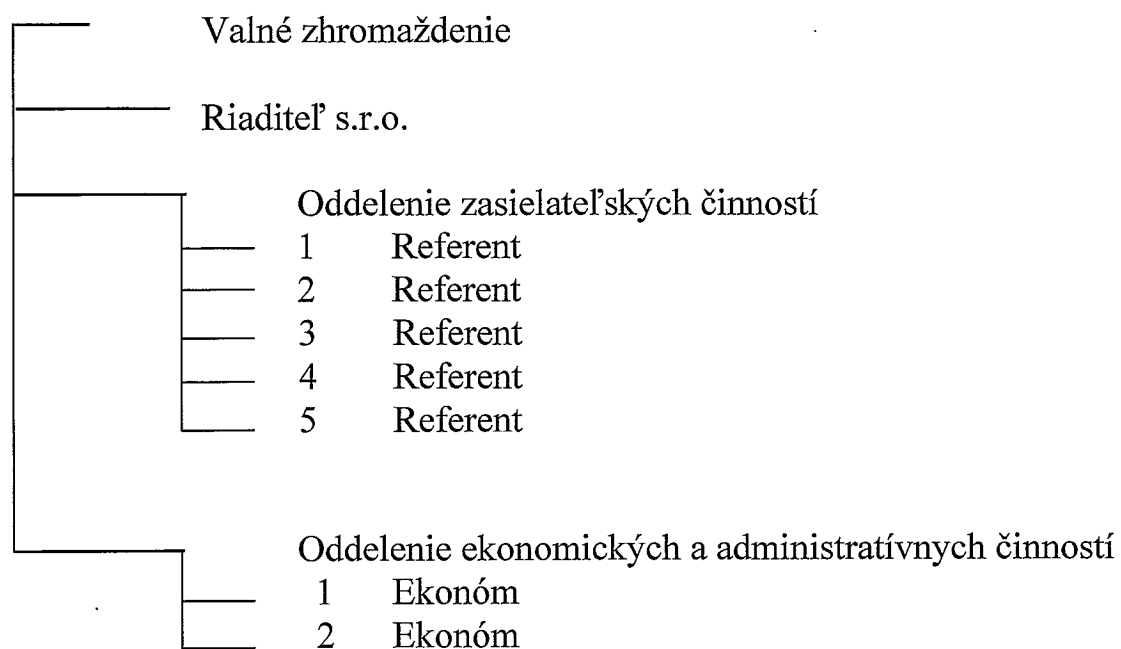 Valné zhromaždenie
Riaditeľ s.r.o.
Oddelenie zasielateľských činností
1 Referent
2 Referent
3 Referent
4 Referent
5 Referent
Oddelenie ekonomických a administratívnych činností
1 Ekonóm
2 Ekonóm